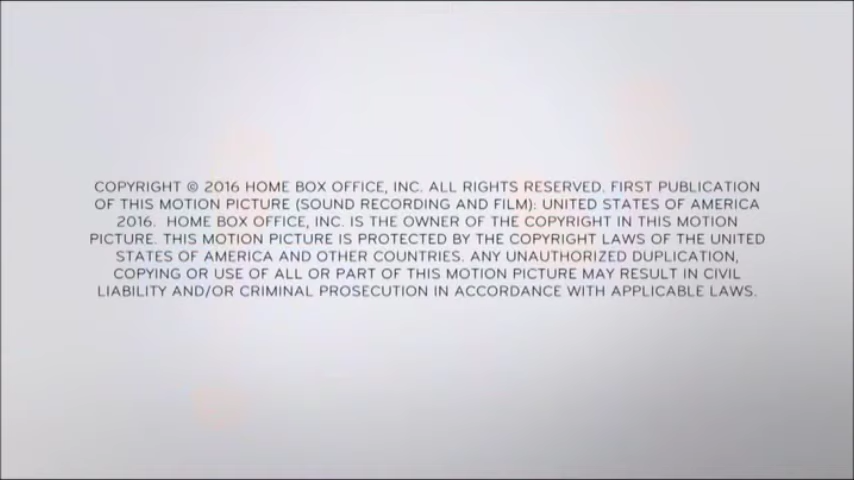 COPYRIGHT © 2016 HOME BOX OFFICE, INC. ALL RIGHTS RESERVED. FIRST PUBLICATION
OF THIS MOTION PICTURE (SOUND RECORDING AND FILM): UNITED STATES OF AMERICA
2016.  HOME BOX OFFICE, INC. IS THE OWNER OF THE COPYRIGHT IN THIS MOTION
PICTURE. THIS MOTION PICTURE IS PROTECTED BY THE COPYRIGHT LAWS OF THE UNITED
STATES OF AMERICA AND OTHER COUNTRIES. ANY UNAUTHORIZED DUPLICATION,
COPYING OR USE OF ALL OR PART OF THIS MOTION PICTURE MAY RESULT IN CIVIL
LIABILITY AND/OR CRIMINAL PROSECUTION IN ACCORDANCE WITH APPLICABLE LAWS.